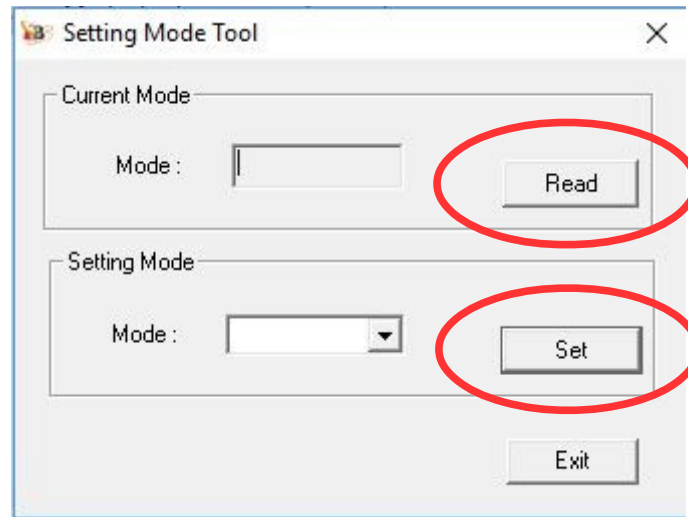 Setting Mode Tool
Current Mode
Mode :
Read
Setting Mode
Mode :
Set
Exit